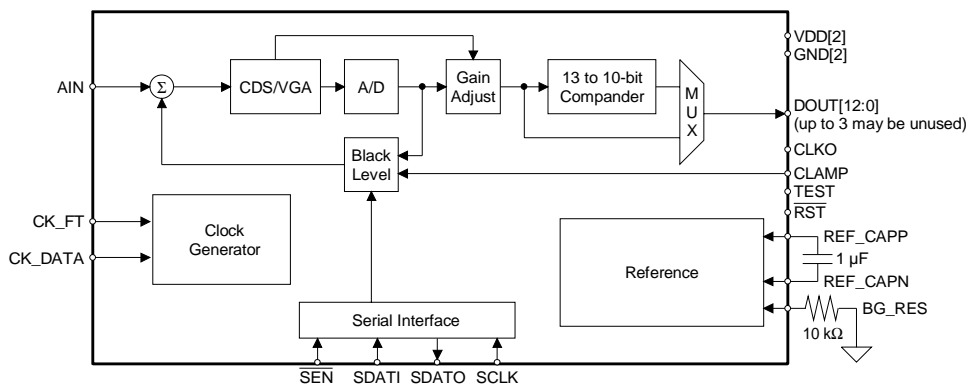 VDD[2]
GND[2]
AIN
Σ
CDS/VGA
A/D
Gain
Adjust
13 to 10-bit
Compander
MUX
DOUT[12:0]
(up to 3 may be unused)
Black
Level
CLKO
CLAMP
TEST
RST
CK_FT
CK_DATA
Clock
Generator
Reference
REF_CAPP
1 µF
REF_CAPN
BG_RES
10 kΩ
Serial Interface
SEN SDATI SDATO SCLK